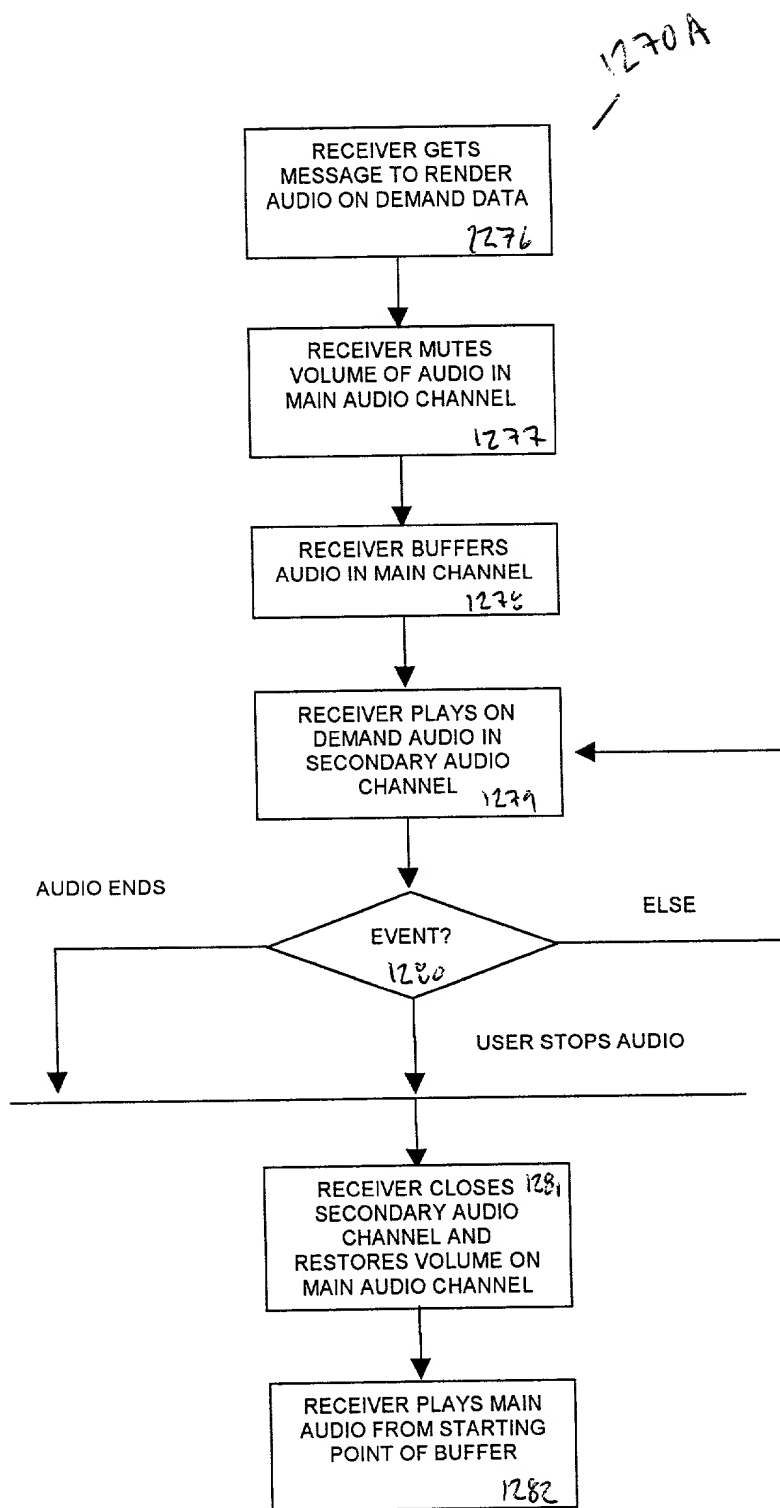 1270A
RECEIVER GETS
MESSAGE TO RENDER
AUDIO ON DEMAND DATA
1276
RECEIVER MUTES
VOLUME OF AUDIO IN
MAIN AUDIO CHANNEL
1277
RECEIVER BUFFERS
AUDIO IN MAIN CHANNEL
1278
RECEIVER PLAYS ON
DEMAND AUDIO IN
SECONDARY AUDIO
CHANNEL
1279
AUDIO ENDS
ELSE
EVENT?
1280
USER STOPS AUDIO
RECEIVER CLOSES 1281
SECONDARY AUDIO
CHANNEL AND
RESTORES VOLUME ON
MAIN AUDIO CHANNEL
RECEIVER PLAYS MAIN
AUDIO FROM STARTING
POINT OF BUFFER
1282